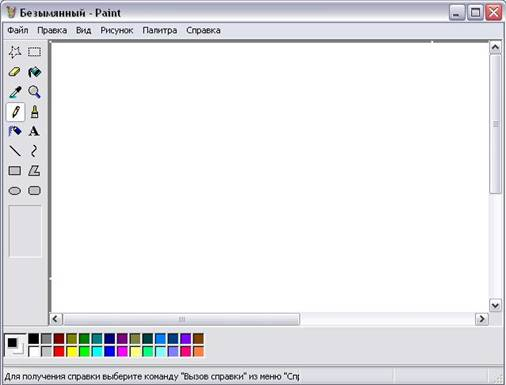 Безымянный - Paint
Файл Правка Вид Рисунок Палитра Справка
A
Для получения справки выберите команду "Вызов справки" из меню "Спр